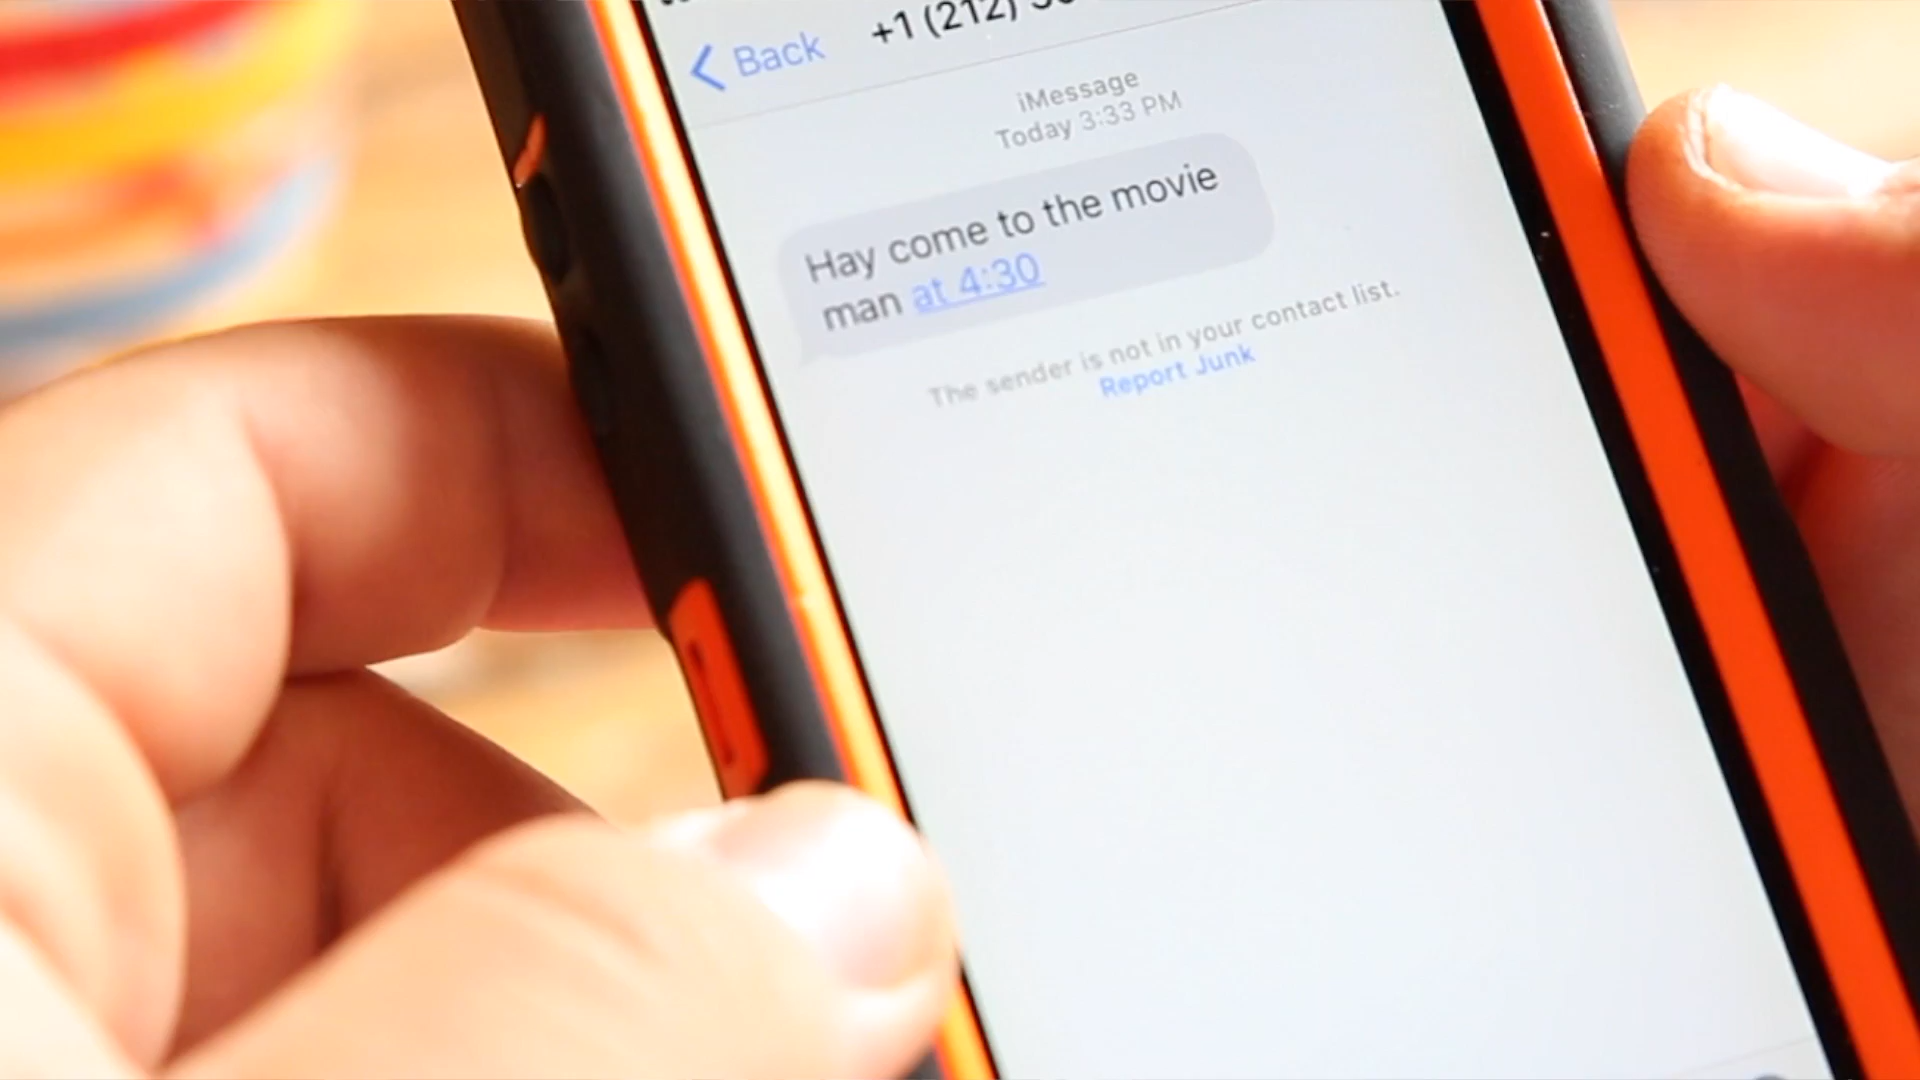 Back
+1 (212)
iMessage
Today 3:33 PM
Hay come to the movie
man at 4:30
The sender is not in your contact list.
Report Junk